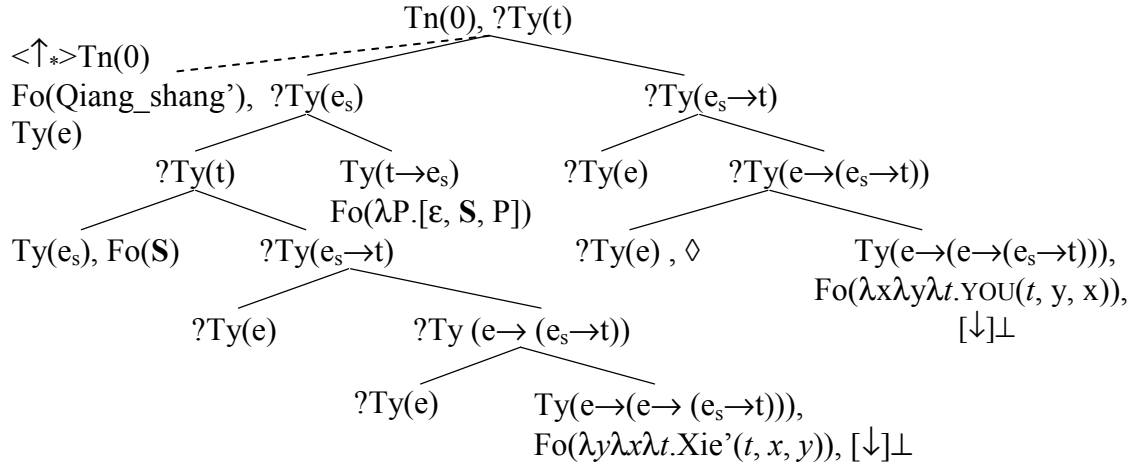 Tn(0), ?Ty(t)
<↑*>Tn(0)
Fo(Qiang_shang’), ?Ty(eₛ) ?Ty(eₛ→t)
Ty(e)
?Ty(t) Ty(t→eₛ) ?Ty(e) ?Ty(e→(eₛ→t))
Fo(λP.[ε, S, P])
Ty(eₛ), Fo(S) ?Ty(eₛ→t) ?Ty(e) , ◊ Ty(e→(e→(eₛ→t))),
Fo(λxλyλt.YOU(t, y, x)),
?Ty(e) ?Ty (e→ (eₛ→t)) [↓]⊥
?Ty(e) Ty(e→(e→ (eₛ→t))),
Fo(λyλxλt.Xie’(t, x, y)), [↓]⊥